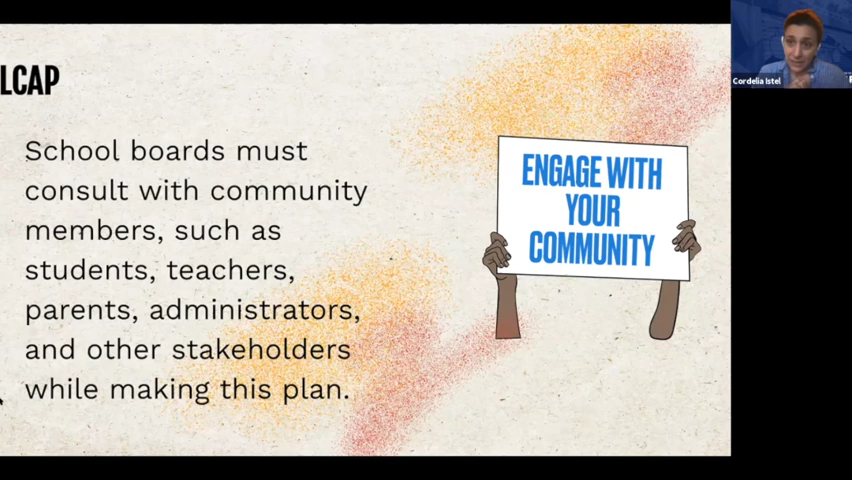 LCAP
School boards must
consult with community
members, such as
students, teachers,
parents, administrators,
and other stakeholders
while making this plan.
ENGAGE WITH
YOUR
COMMUNITY
Cordelia Istel